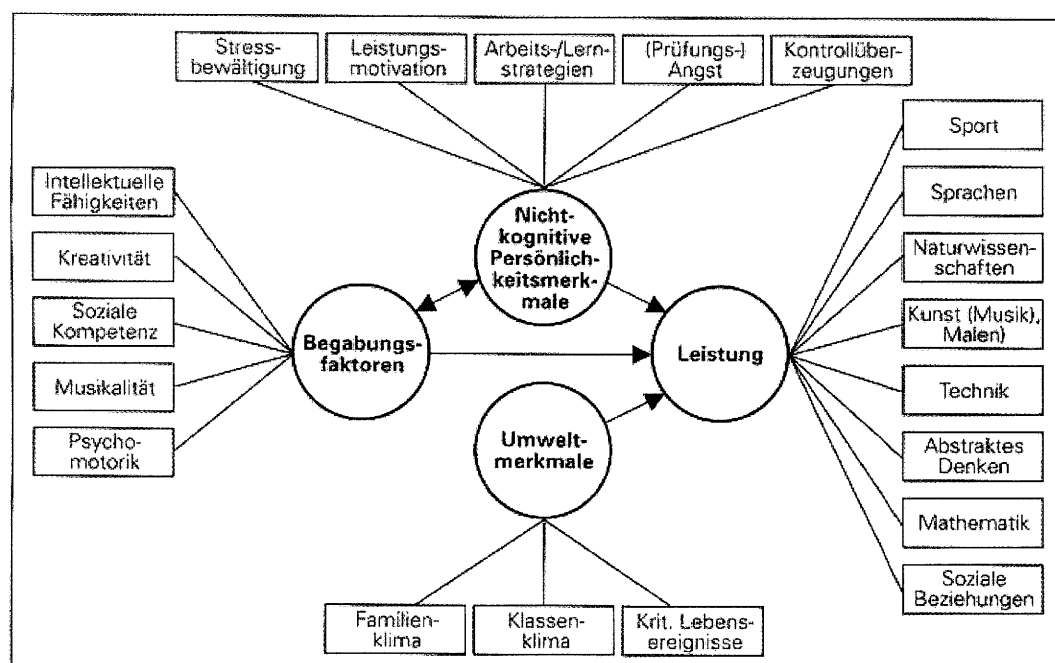 Stress-
bewältigung
Leistungs-
motivation
Arbeits-/Lern-
strategien
(Prüfungs-)
Angst
Kontrollüber-
zeugungen
Intellektuelle
Fähigkeiten
Kreativität
Soziale
Kompetenz
Musikalität
Psycho-
motorik
Nicht-
kognitive
Persönlich-
keitsmerk-
male
Begabungs-
faktoren
Umwelt-
merkmale
Leistung
Sport
Sprachen
Naturwissen-
schaften
Kunst (Musik),
Malen)
Technik
Abstraktes
Denken
Mathematik
Soziale
Beziehungen
Familien-
klima
Klassen-
klima
Krit. Lebens-
ereignisse